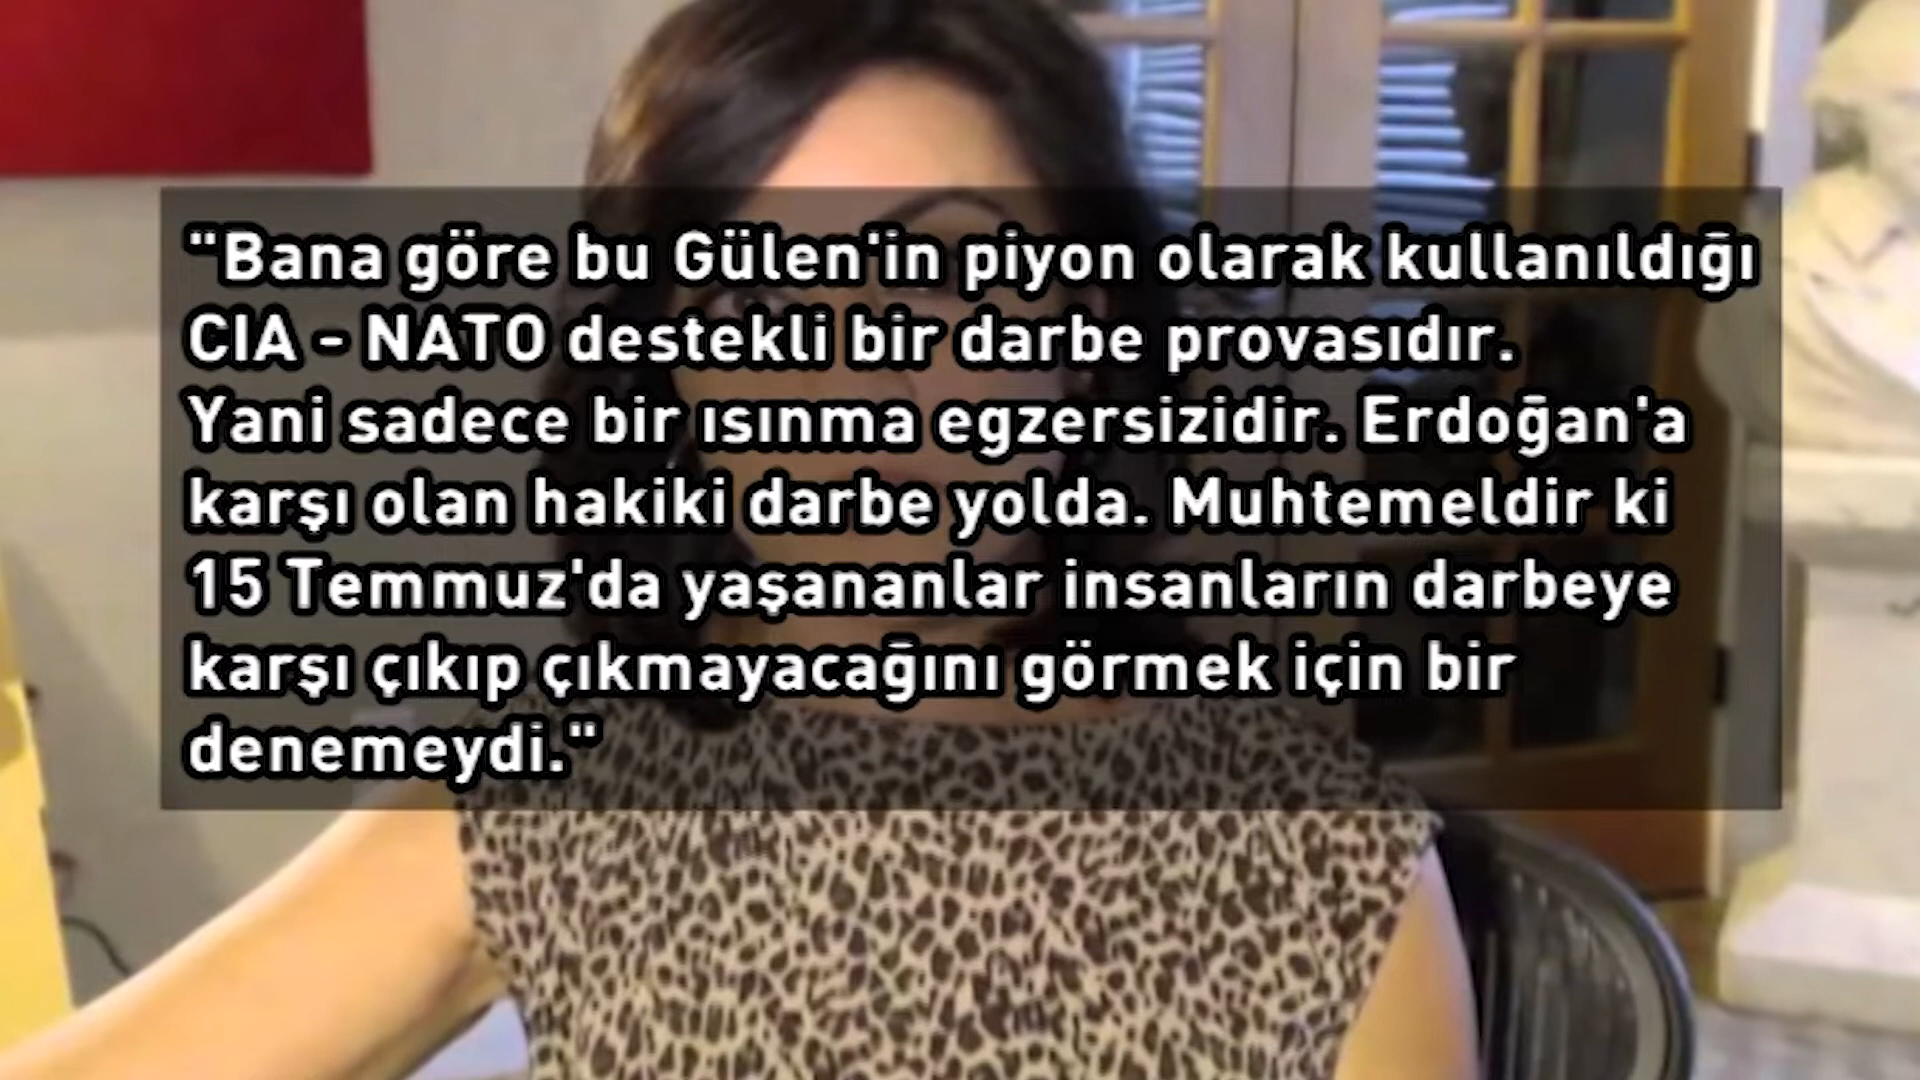 "Bana göre bu Gülen'in piyon olarak kullanıldığı
CIA - NATO destekli bir darbe provasıdır.
Yani sadece bir ısınma egzersizidir. Erdoğan'a
karşı olan hakiki darbe yolda. Muhtemeldir ki
15 Temmuz'da yaşananlar insanların darbeye
karşı çıkıp çıkmayacağını görmek için bir
denemeydi."